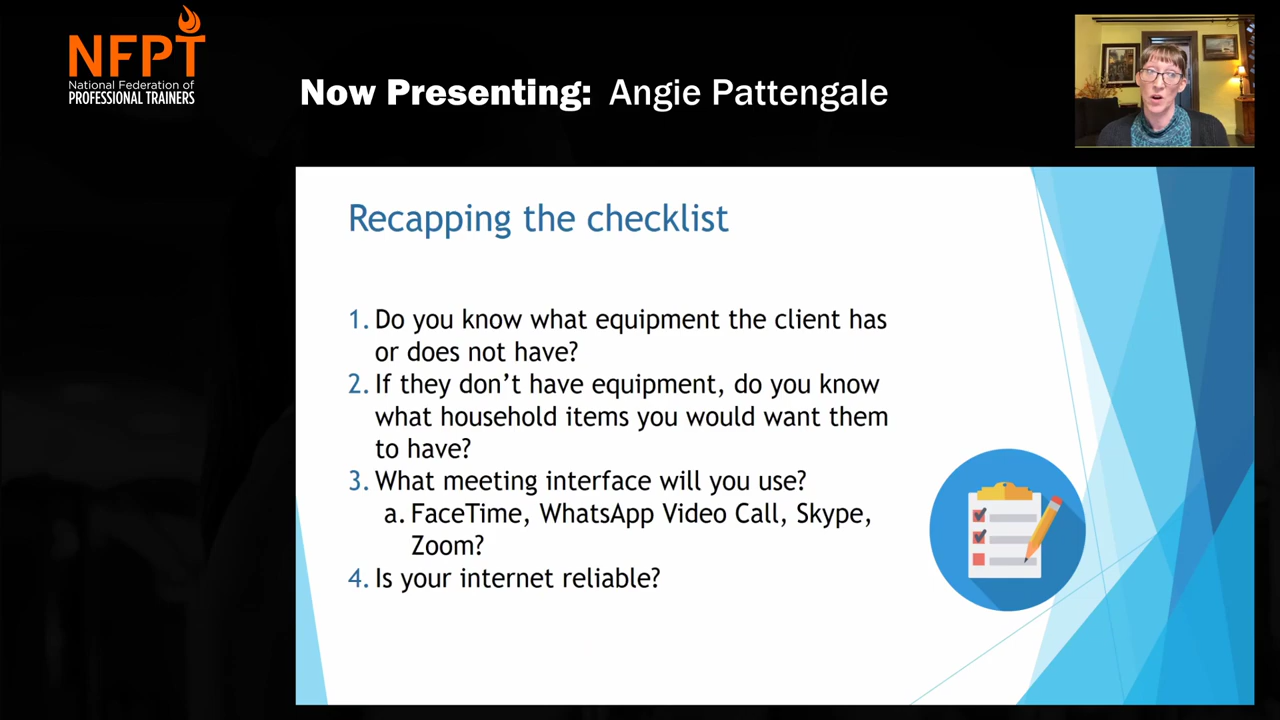 NFPT
National Federation of
PROFESSIONAL TRAINERS
Now Presenting: Angie Pattengale
Recapping the checklist
1. Do you know what equipment the client has
or does not have?
2. If they don’t have equipment, do you know
what household items you would want them
to have?
3. What meeting interface will you use?
a. FaceTime, WhatsApp Video Call, Skype,
Zoom?
4. Is your internet reliable?